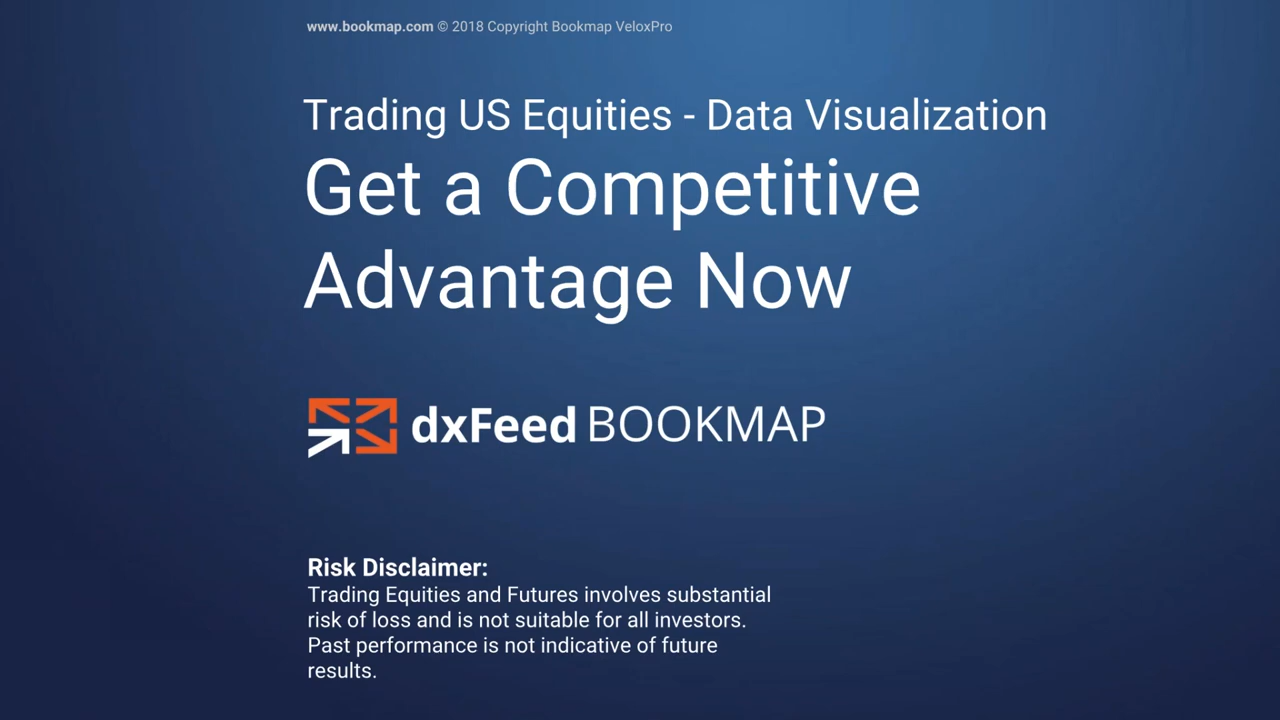 www.bookmap.com © 2018 Copyright Bookmap VeloxPro
Trading US Equities - Data Visualization
Get a Competitive
Advantage Now
dxFeed BOOKMAP
Risk Disclaimer:
Trading Equities and Futures involves substantial
risk of loss and is not suitable for all investors.
Past performance is not indicative of future
results.